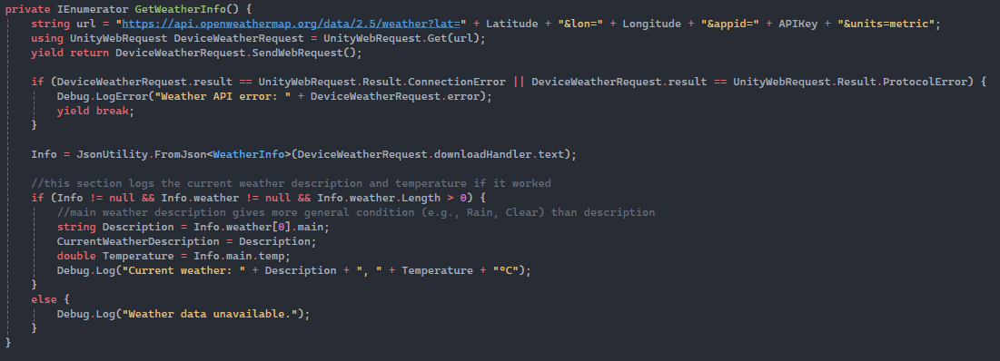 private IEnumerator GetWeatherInfo() {
    string url = "https://api.openweathermap.org/data/2.5/weather?lat=" + Latitude + "&lon=" + Longitude + "&appid=" + APIKey + "&units=metric";
    using UnityWebRequest DeviceWeatherRequest = UnityWebRequest.Get(url);
    yield return DeviceWeatherRequest.SendWebRequest();

    if (DeviceWeatherRequest.result == UnityWebRequest.Result.ConnectionError || DeviceWeatherRequest.result == UnityWebRequest.Result.ProtocolError) {
        Debug.LogError("Weather API error: " + DeviceWeatherRequest.error);
        yield break;
    }

    Info = JsonUtility.FromJson<WeatherInfo>(DeviceWeatherRequest.downloadHandler.text);

    //this section logs the current weather description and temperature if it worked
    if (Info != null && Info.weather != null && Info.weather.Length > 0) {
        //main weather description gives more general condition (e.g., Rain, Clear) than description
        string Description = Info.weather[0].main;
        CurrentWeatherDescription = Description;
        double Temperature = Info.main.temp;
        Debug.Log("Current weather: " + Description + ", " + Temperature + "°C");
    }
    else {
        Debug.Log("Weather data unavailable.");
    }
}